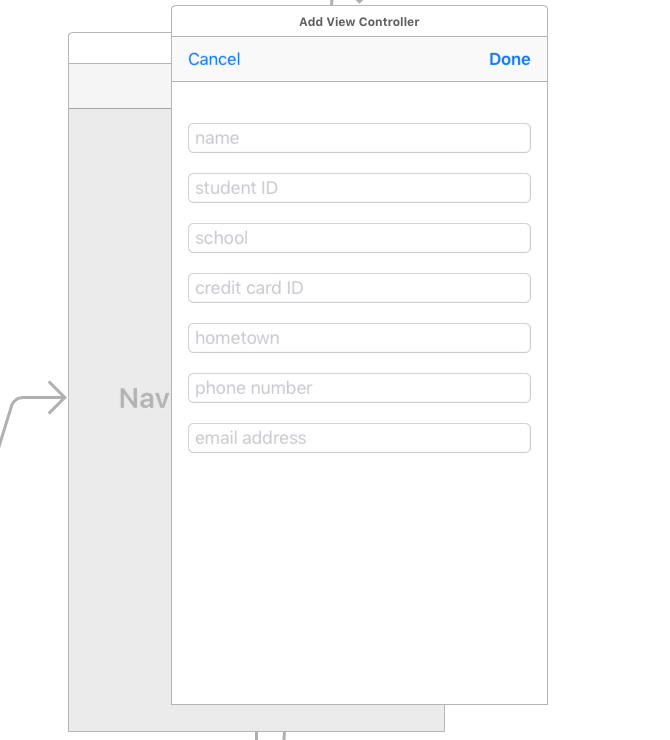 Add View Controller
Cancel
Done
name
student ID
school
credit card ID
hometown
Nav
phone number
email address